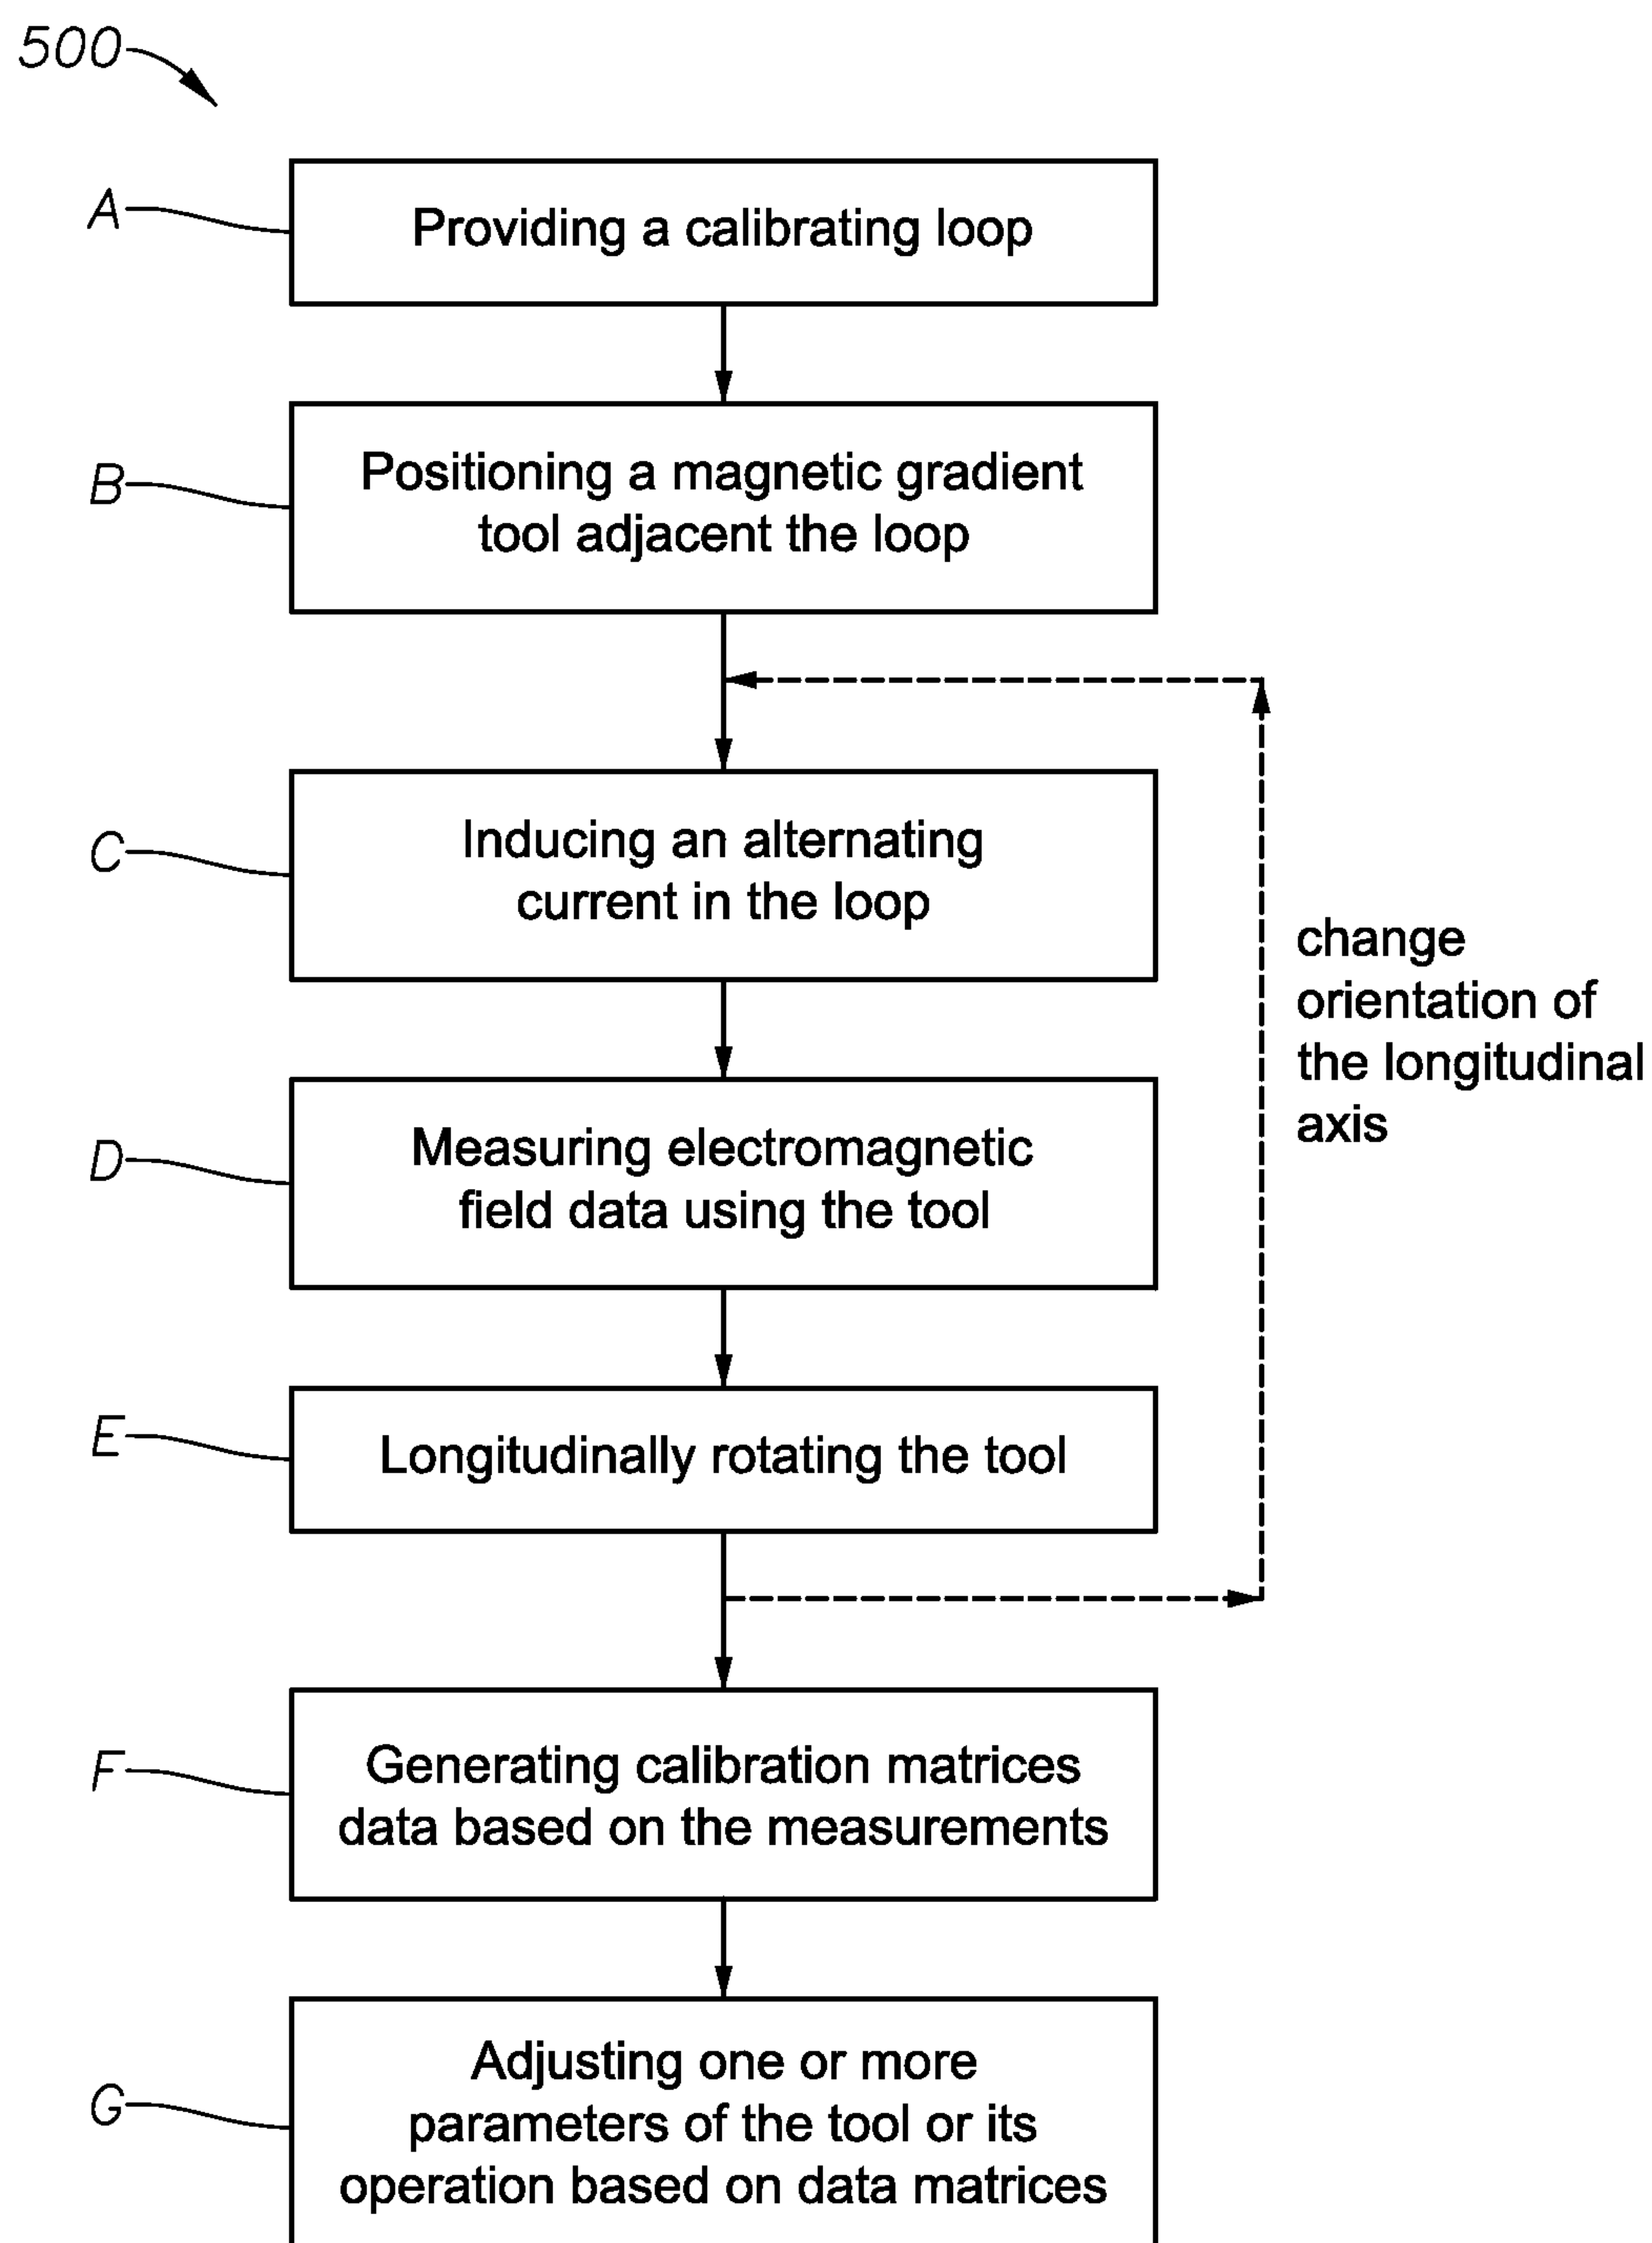 500
A
Providing a calibrating loop
B
Positioning a magnetic gradient
tool adjacent the loop
C
Inducing an alternating
current in the loop
change
orientation of
the longitudinal
axis
D
Measuring electromagnetic
field data using the tool
E
Longitudinally rotating the tool
F
Generating calibration matrices
data based on the measurements
G
Adjusting one or more
parameters of the tool or its
operation based on data matrices